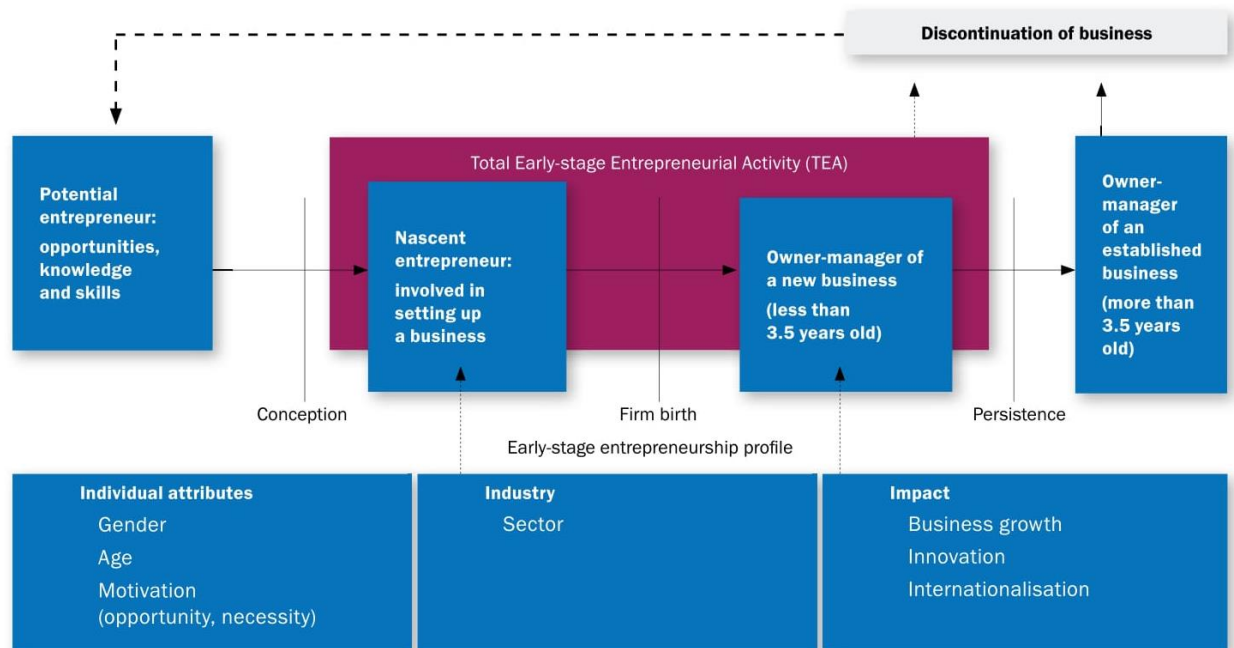 Discontinuation of business
Total Early-stage Entrepreneurial Activity (TEA)
Potential
entrepreneur:
opportunities,
knowledge
and skills
Nascent
entrepreneur:
involved in
setting up
a business
Owner-manager of
a new business
(less than
3.5 years old)
Owner-
manager
of an
established
business
(more than
3.5 years
old)
Conception
Firm birth
Persistence
Early-stage entrepreneurship profile
Individual attributes
Gender
Age
Motivation
(opportunity, necessity)
Industry
Sector
Impact
Business growth
Innovation
Internationalisation